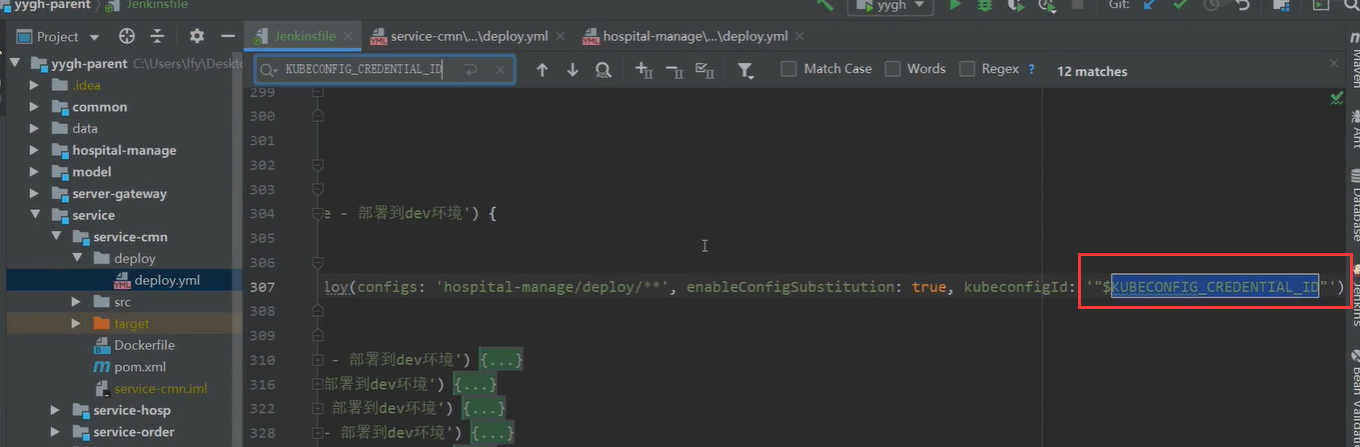 yygh-parent Jenkinsfile yygh Git:
Project Jenkinsfile service-cmn\...\deploy.yml hospital-manage\...\deploy.yml
KUBECONFIG_CREDENTIAL_ID Match Case Words Regex ? 12 matches
yygh-parent C:\Users\lfy\Deskto
.idea
common
data
hospital-manage
model
server-gateway
service
service-cmn
deploy
deploy.yml
src
target
Dockerfile
pom.xml
service-cmn.iml
service-hosp
service-order
299
300
301
302
303
304 e - 部署到dev环境') {
305
306
307 loy(configs: 'hospital-manage/deploy/**', enableConfigSubstitution: true, kubeconfigId: '"$KUBECONFIG_CREDENTIAL_ID"')
308
309
310 - 部署到dev环境') {...}
316 部署到dev环境') {...}
322 部署到dev环境') {...}
328 - 部署到dev环境') {...}
Maven
Ant
Database
Jenkins
Bean Validat